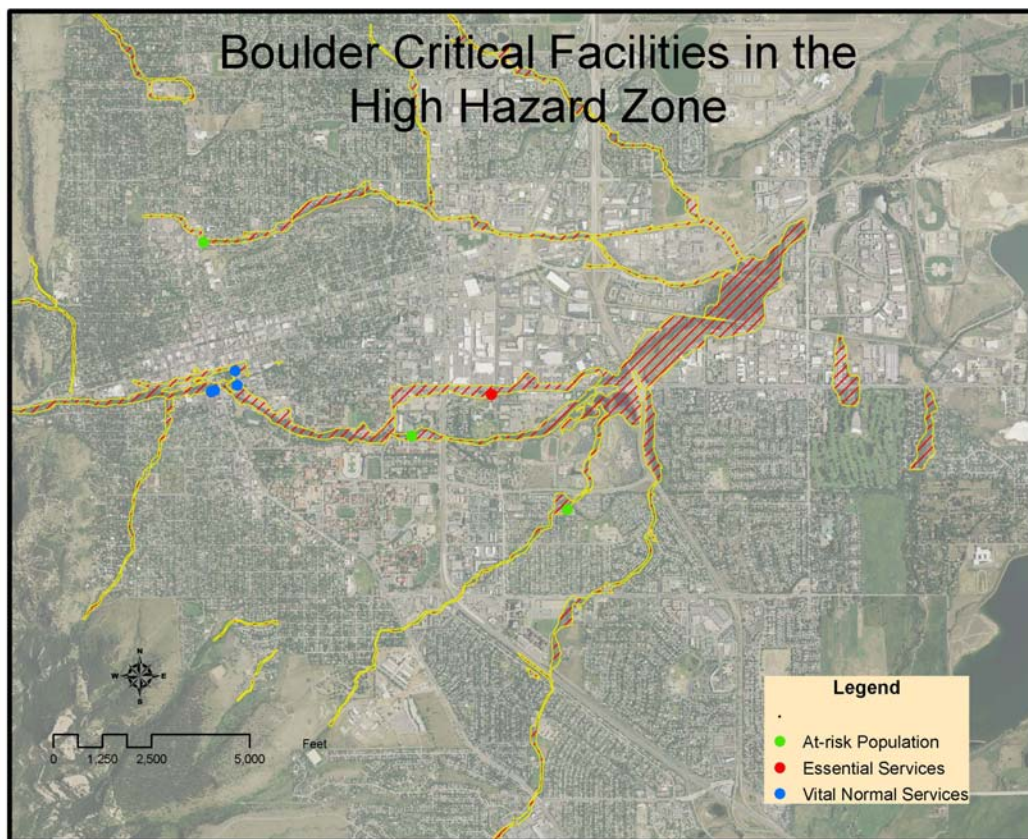 Boulder Critical Facilities in the
High Hazard Zone
N
W E
S
Feet
0 1,250 2,500 5,000
Legend
At-risk Population
Essential Services
Vital Normal Services